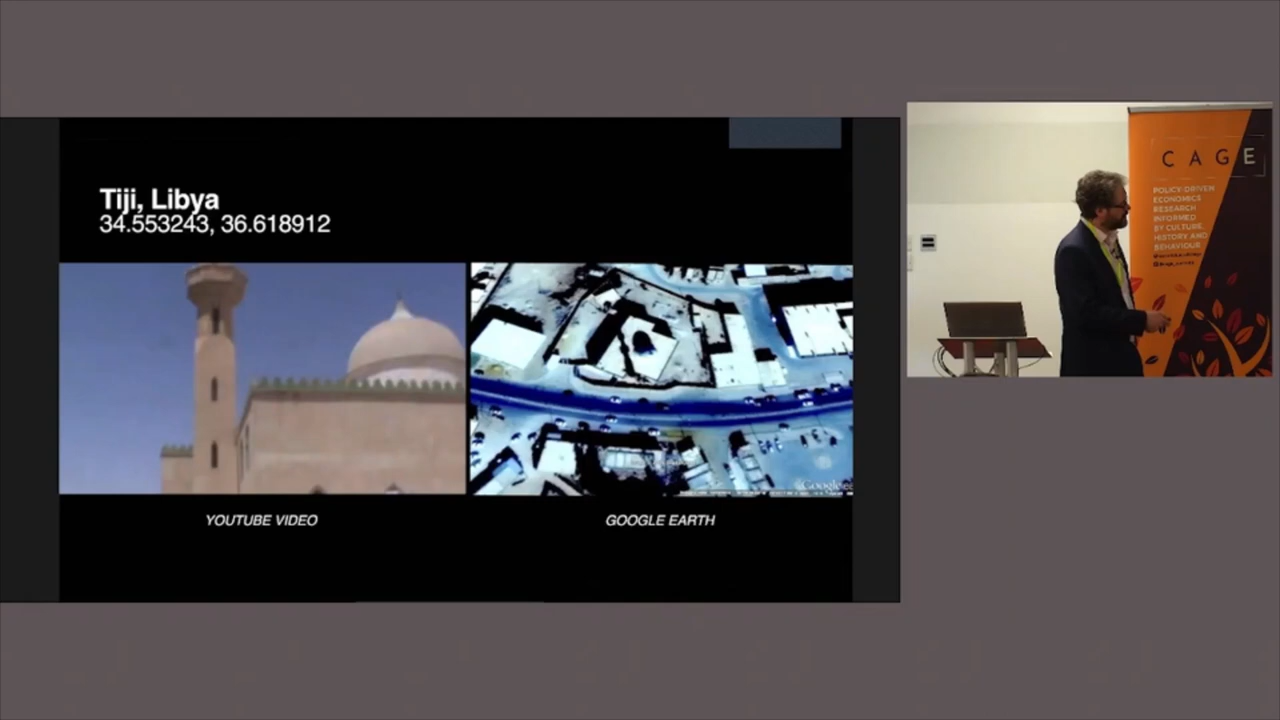 Tiji, Libya
34.553243, 36.618912
YOUTUBE VIDEO
GOOGLE EARTH
Google
CAGE
POLICY-DRIVEN
ECONOMICS
RESEARCH
INFORMED
BY CULTURE,
HISTORY AND
BEHAVIOUR